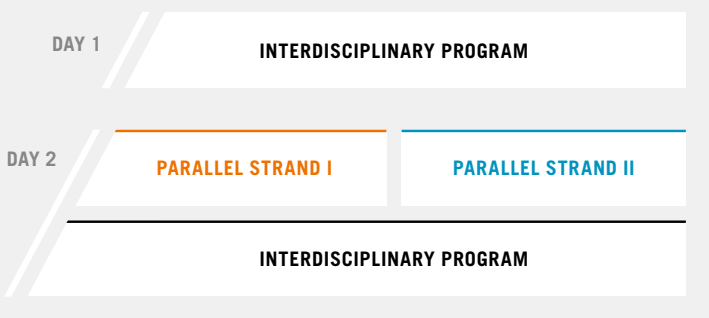 DAY 1
INTERDISCIPLINARY PROGRAM
DAY 2
PARALLEL STRAND I
PARALLEL STRAND II
INTERDISCIPLINARY PROGRAM